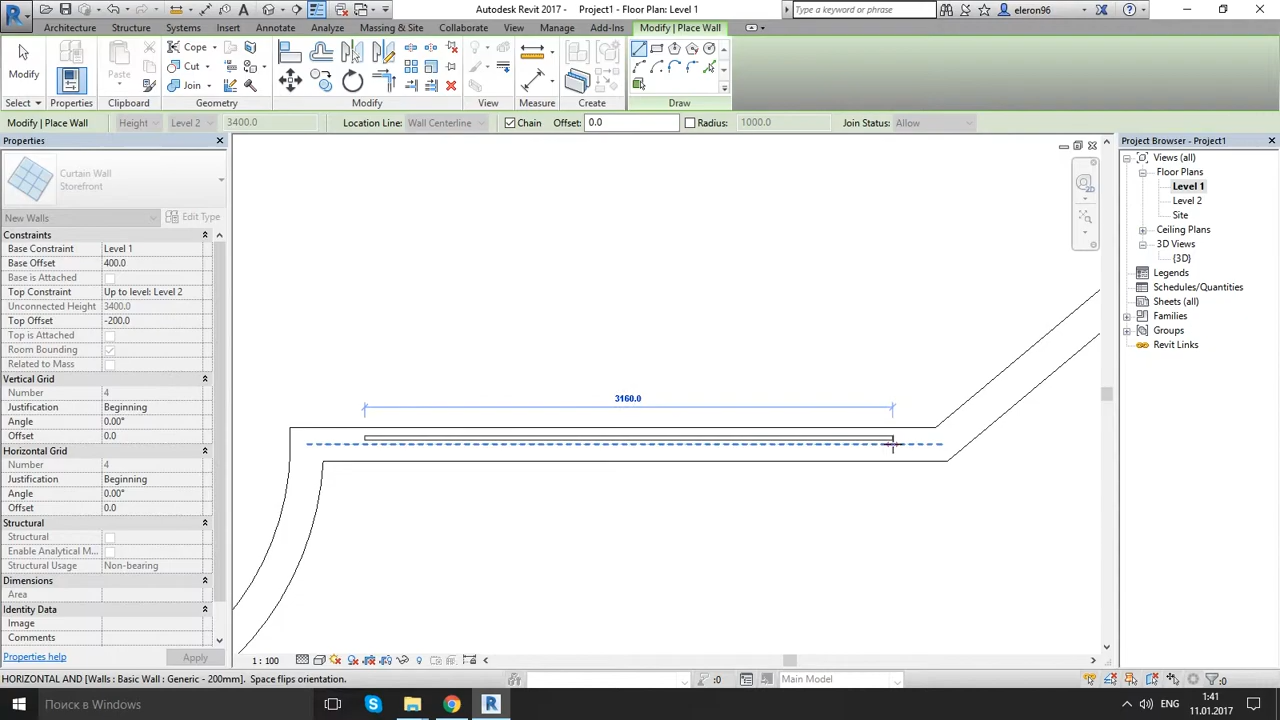 Autodesk Revit 2017 -    Project1 - Floor Plan: Level 1
Type a keyword or phrase
eleron96
Architecture Structure Systems Insert Annotate Analyze Massing & Site Collaborate View Manage Add-Ins Modify | Place Wall
Modify
Paste
Cope
Cut
Join
Select Properties Clipboard Geometry Modify View Measure Create Draw
Modify | Place Wall Height Level 2 3400.0 Location Line: Wall Centerline Chain Offset: 0.0 Radius: 1000.0 Join Status: Allow
Properties
Curtain Wall
Storefront
New Walls Edit Type
Constraints
Base Constraint Level 1
Base Offset 400.0
Base is Attached
Top Constraint Up to level: Level 2
Unconnected Height 3400.0
Top Offset -200.0
Top is Attached
Room Bounding
Related to Mass
Vertical Grid
Number 4
Justification Beginning
Angle 0.00°
Offset 0.0
Horizontal Grid
Number 4
Justification Beginning
Angle 0.00°
Offset 0.0
Structural
Structural
Enable Analytical M...
Structural Usage Non-bearing
Dimensions
Area
Identity Data
Image
Comments
Properties help Apply
3160.0
2D
Project Browser - Project1
Views (all)
Floor Plans
Level 1
Level 2
Site
Ceiling Plans
3D Views
{3D}
Legends
Schedules/Quantities
Sheets (all)
Families
Groups
Revit Links
1 : 100
HORIZONTAL AND [Walls : Basic Wall : Generic - 200mm]. Space flips orientation. :0 Main Model :0
Поиск в Windows
ENG
1:41
11.01.2017